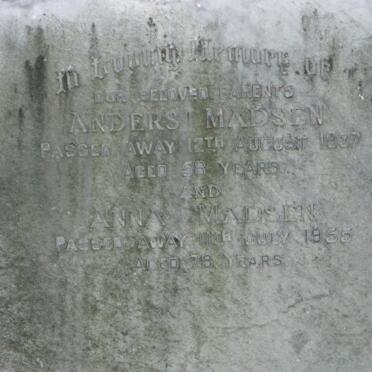 In Loving Memory of
OUR BELOVED PARENTS
ANDERS MADSEN
PASSED AWAY 12TH AUGUST
AGED 58 YEARS
AND
ANNA MADSEN
PASSED AWAY 11TH JULY
AGED 78 YEARS